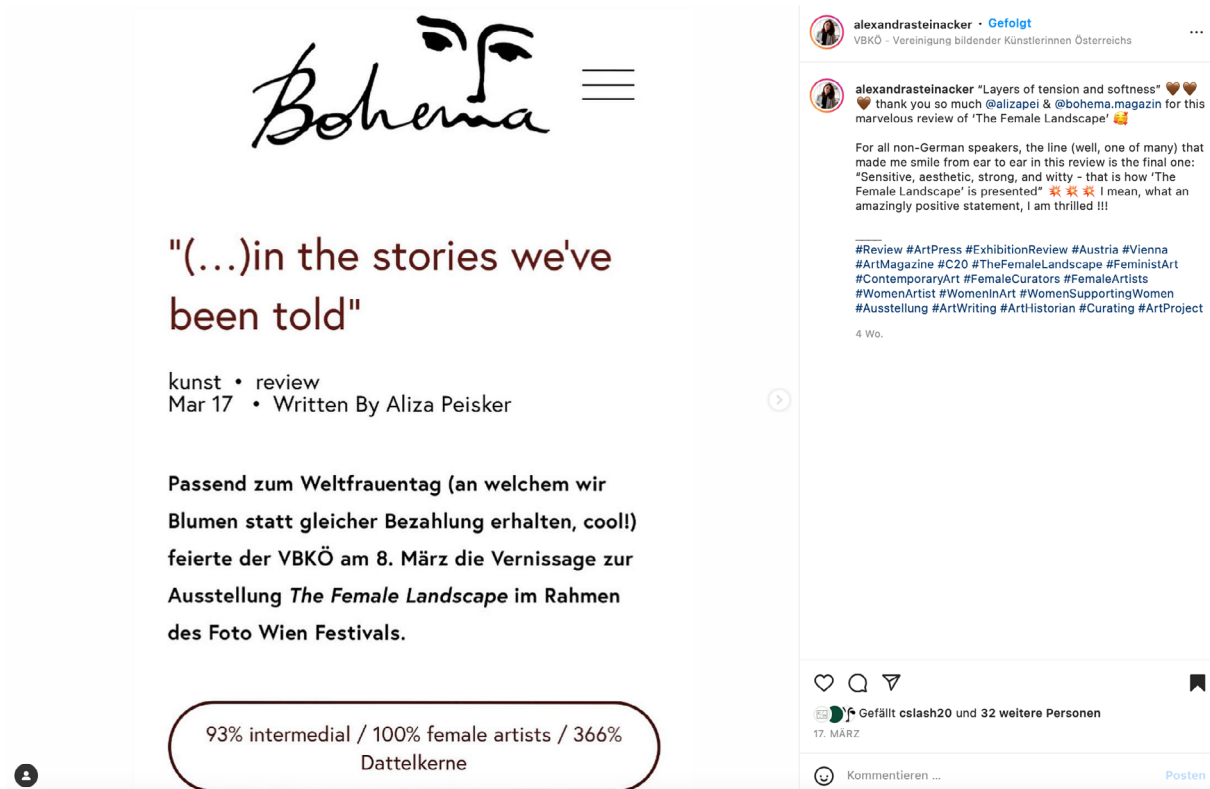 Bohema
"(...)in the stories we've
been told"
kunst • review
Mar 17 • Written By Aliza Peisker
Passend zum Weltfrauentag (an welchem wir
Blumen statt gleicher Bezahlung erhalten, cool!)
feierte der VBKÖ am 8. März die Vernissage zur
Ausstellung The Female Landscape im Rahmen
des Foto Wien Festivals.
93% intermedial / 100% female artists / 366%
Dattelkerne
alexandrasteinacker • Gefolgt
VBKÖ - Vereinigung bildender Künstlerinnen Österreichs
alexandrasteinacker “Layers of tension and softness” 🤎🤎
🤎 thank you so much @alizapei & @bohema.magazin for this
marvelous review of ‘The Female Landscape’ 🥰
For all non-German speakers, the line (well, one of many) that
made me smile from ear to ear in this review is the final one:
“Sensitive, aesthetic, strong, and witty - that is how ‘The
Female Landscape’ is presented” 💥 💥 💥 I mean, what an
amazingly positive statement, I am thrilled !!!
____
#Review #ArtPress #ExhibitionReview #Austria #Vienna
#ArtMagazine #C20 #TheFemaleLandscape #FeministArt
#ContemporaryArt #FemaleCurators #FemaleArtists
#WomenArtist #WomenInArt #WomenSupportingWomen
#Ausstellung #ArtWriting #ArtHistorian #Curating #ArtProject
4 Wo.
Gefällt cslash20 und 32 weitere Personen
17. MÄRZ
Kommentieren ...
Posten